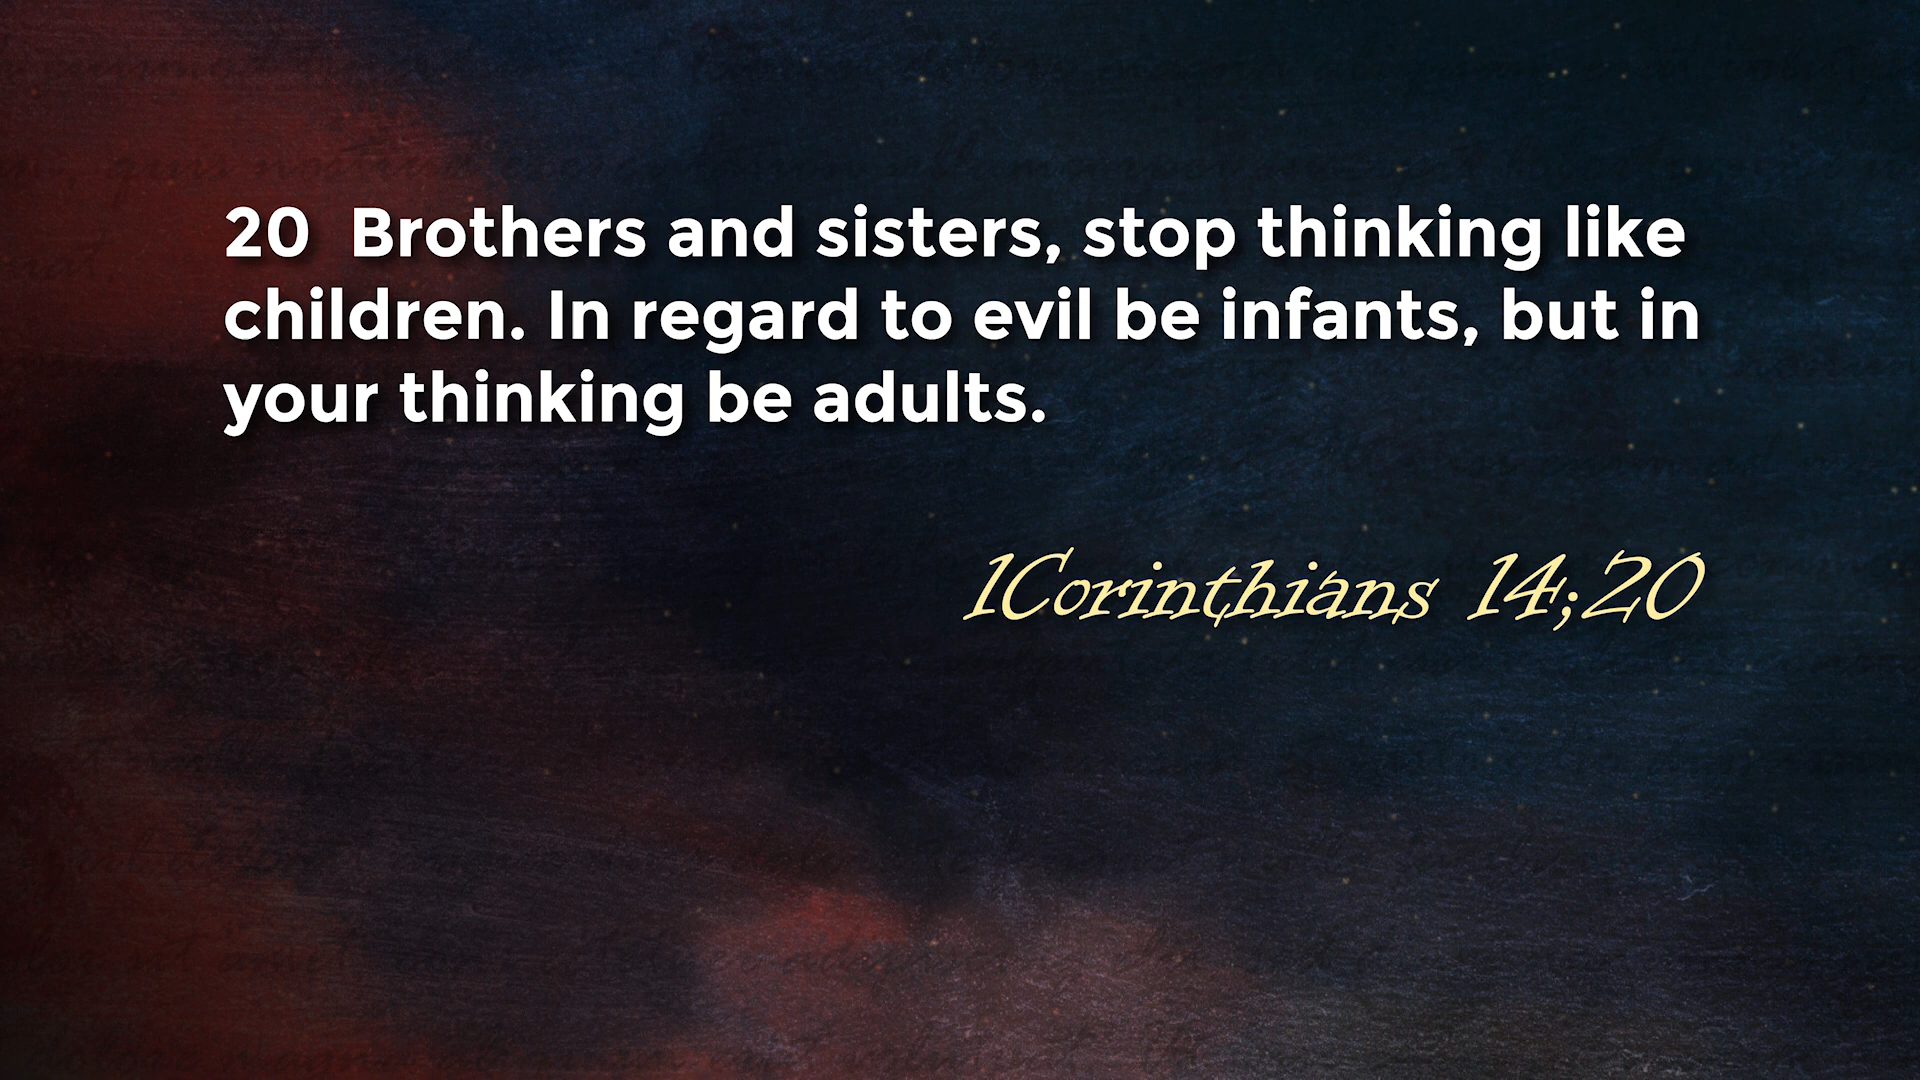 20  Brothers and sisters, stop thinking like
children. In regard to evil be infants, but in
your thinking be adults.
1Corinthians 14;20